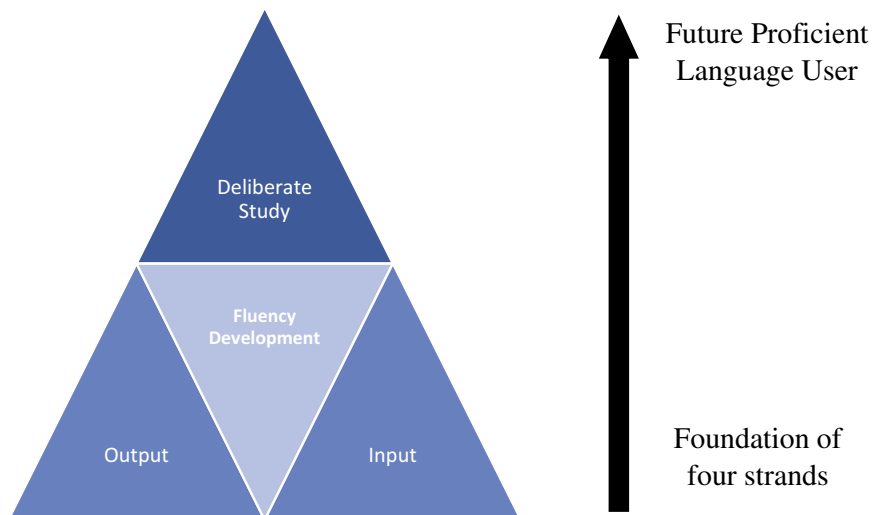 Future Proficient
Language User
Deliberate
Study
Fluency
Development
Output
Input
Foundation of
four strands